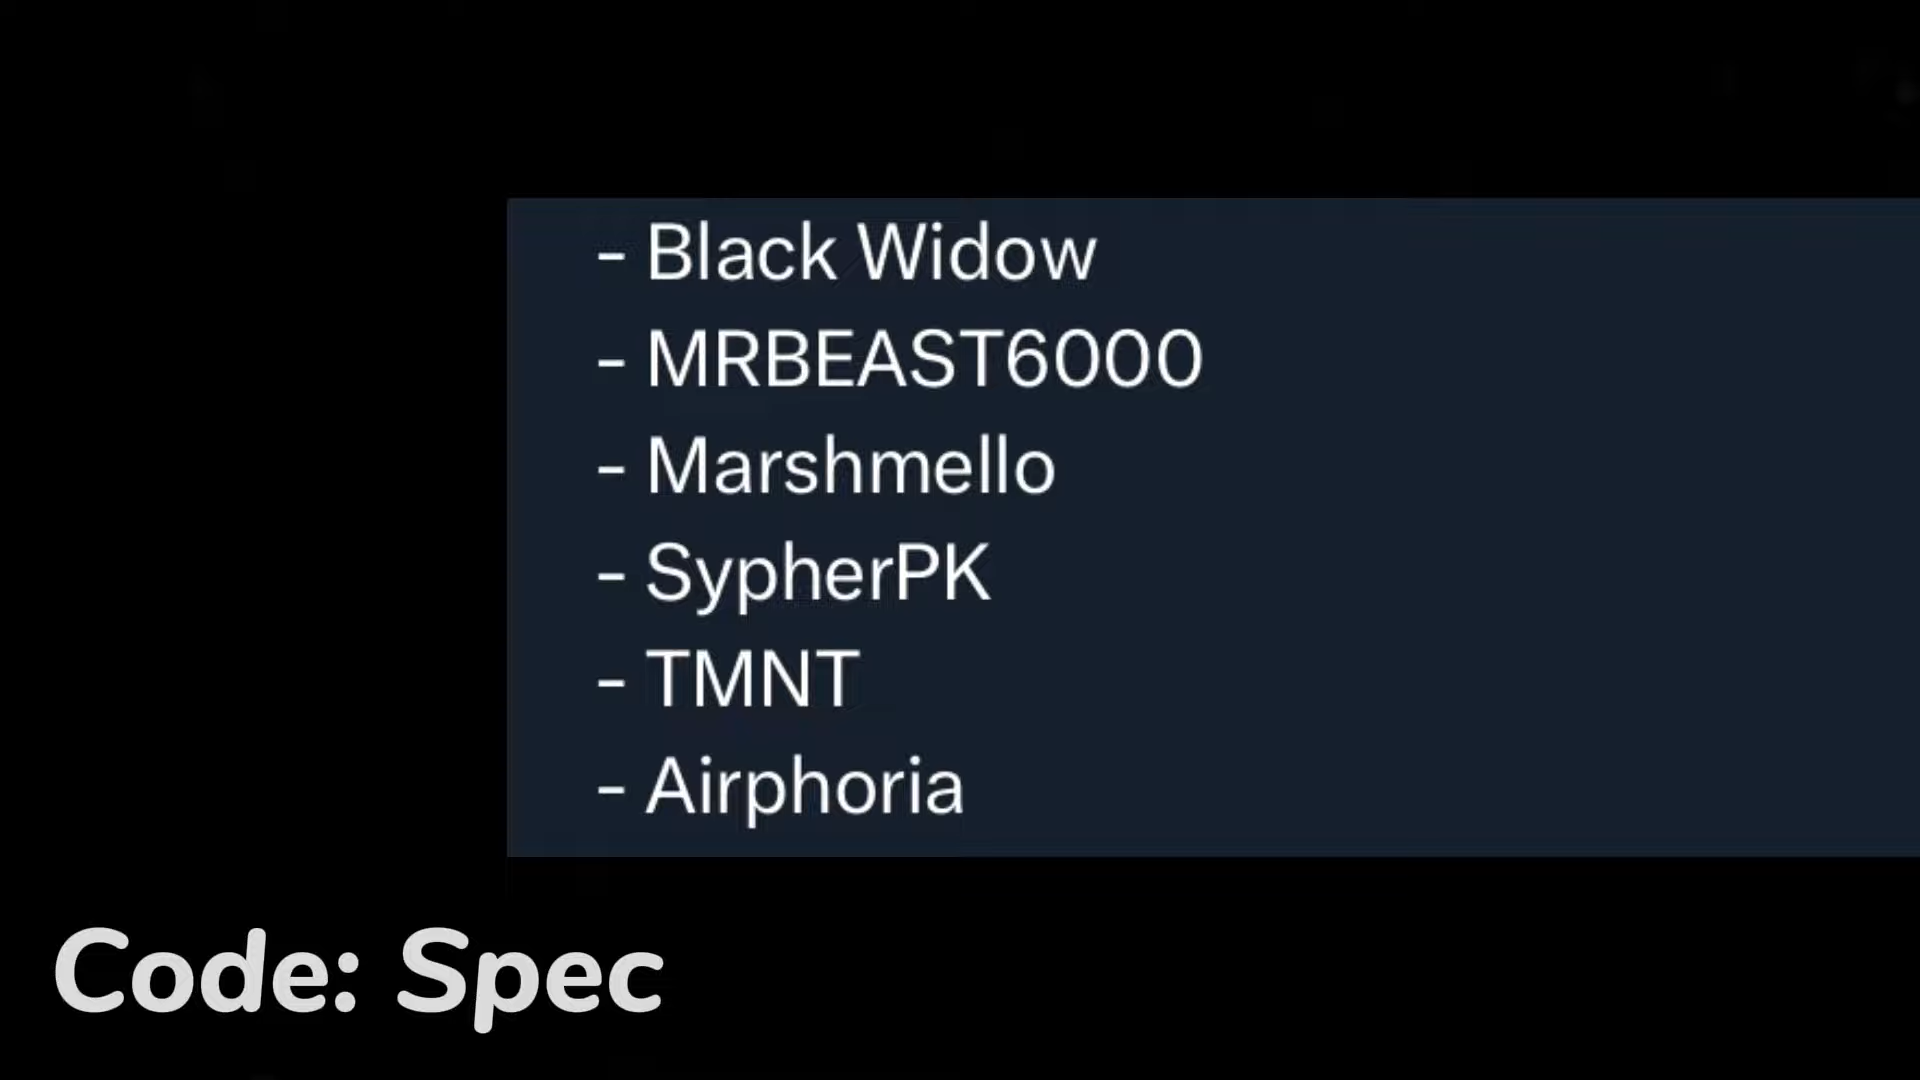 - Black Widow
- MRBEAST6000
- Marshmello
- SypherPK
- TMNT
- Airphoria
Code: Spec